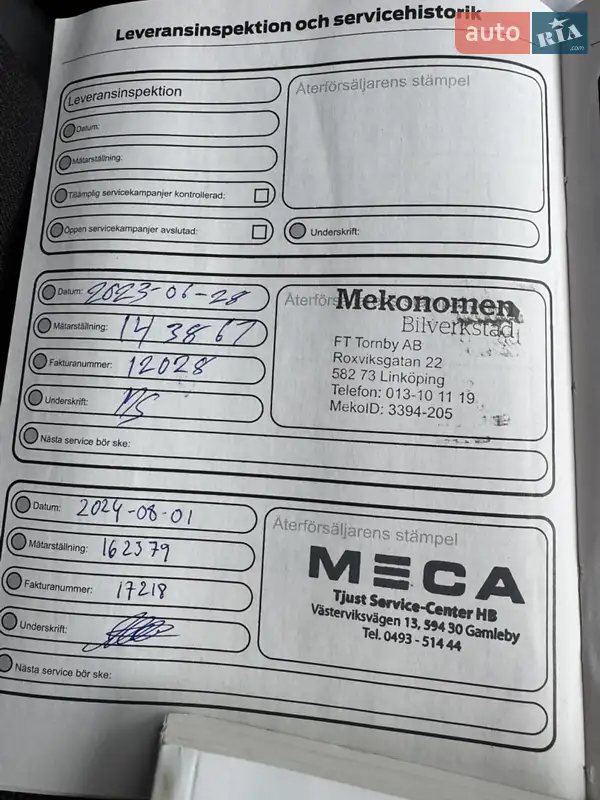 Leveransinspektion och servicehistorik
auto RIA .com
Leveransinspektion
Återförsäljarens stämpel
Datum:
Mätarställning:
Tillämplig servicekampanjer kontrollerad:
Öppen servicekampanjer avslutad:
Underskrift:
Datum: 2023-06-28
Mätarställning: 143867
Fakturanummer: 12028
Underskrift:
Nästa service bör ske:
Återförs
Mekonomen
Bilverkstad
FT Tornby AB
Roxviksgatan 22
582 73 Linköping
Telefon: 013-10 11 19
MekoID: 3394-205
Datum: 2024-08-01
Mätarställning: 162579
Fakturanummer: 17218
Underskrift:
Nästa service bör ske:
Återförsäljarens stämpel
MECA
Tjust Service-Center HB
Västerviksvägen 13, 594 30 Gamleby
Tel. 0493 - 514 44